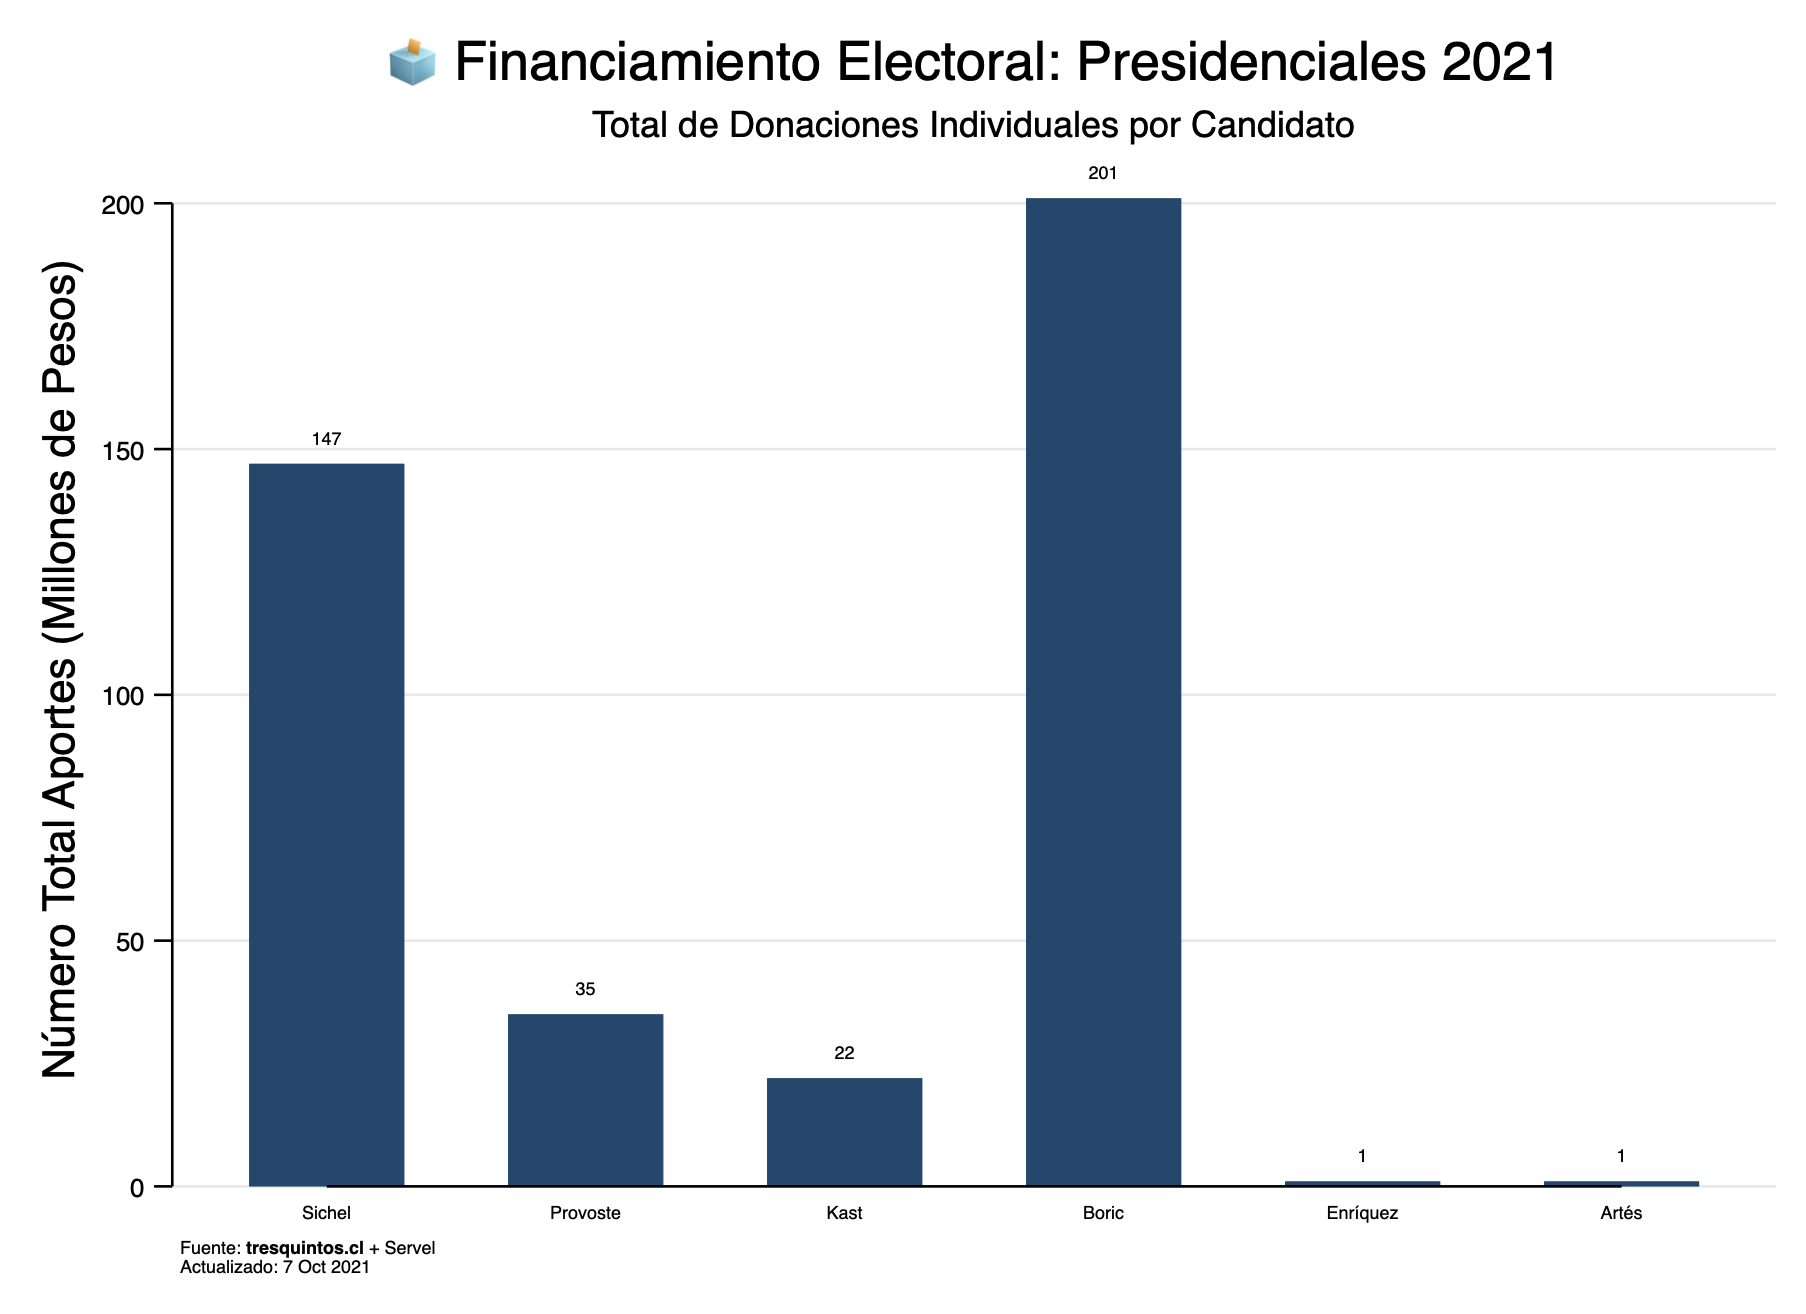 🗳️ Financiamiento Electoral: Presidenciales 2021
Total de Donaciones Individuales por Candidato
Número Total Aportes (Millones de Pesos)
200
150
100
50
0
147
35
22
201
1
1
Sichel
Provoste
Kast
Boric
Enríquez
Artés
Fuente: tresquintos.cl + Servel
Actualizado: 7 Oct 2021